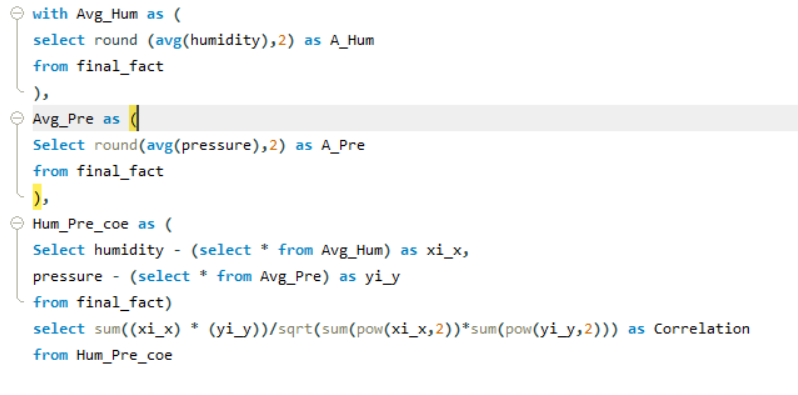 with Avg_Hum as (
select round (avg(humidity),2) as A_Hum
from final_fact
),
Avg_Pre as (
Select round(avg(pressure),2) as A_Pre
from final_fact
),
Hum_Pre_coe as (
Select humidity - (select * from Avg_Hum) as xi_x,
pressure - (select * from Avg_Pre) as yi_y
from final_fact)
select sum((xi_x) * (yi_y))/sqrt(sum(pow(xi_x,2))*sum(pow(yi_y,2))) as Correlation
from Hum_Pre_coe